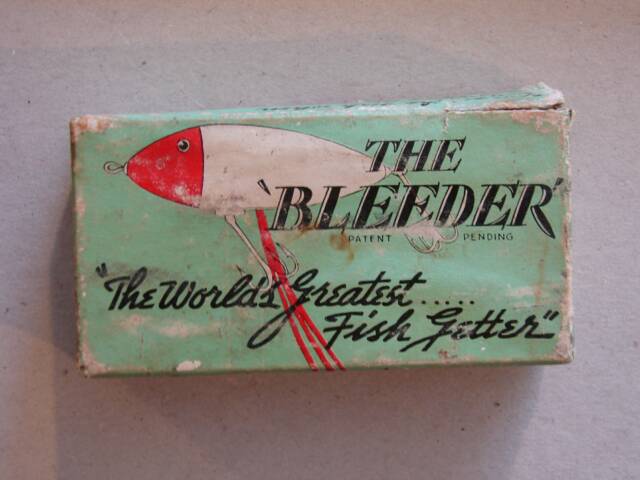 THE
'BLEEDER'
PATENT PENDING
"The World's Greatest.....
Fish Getter"